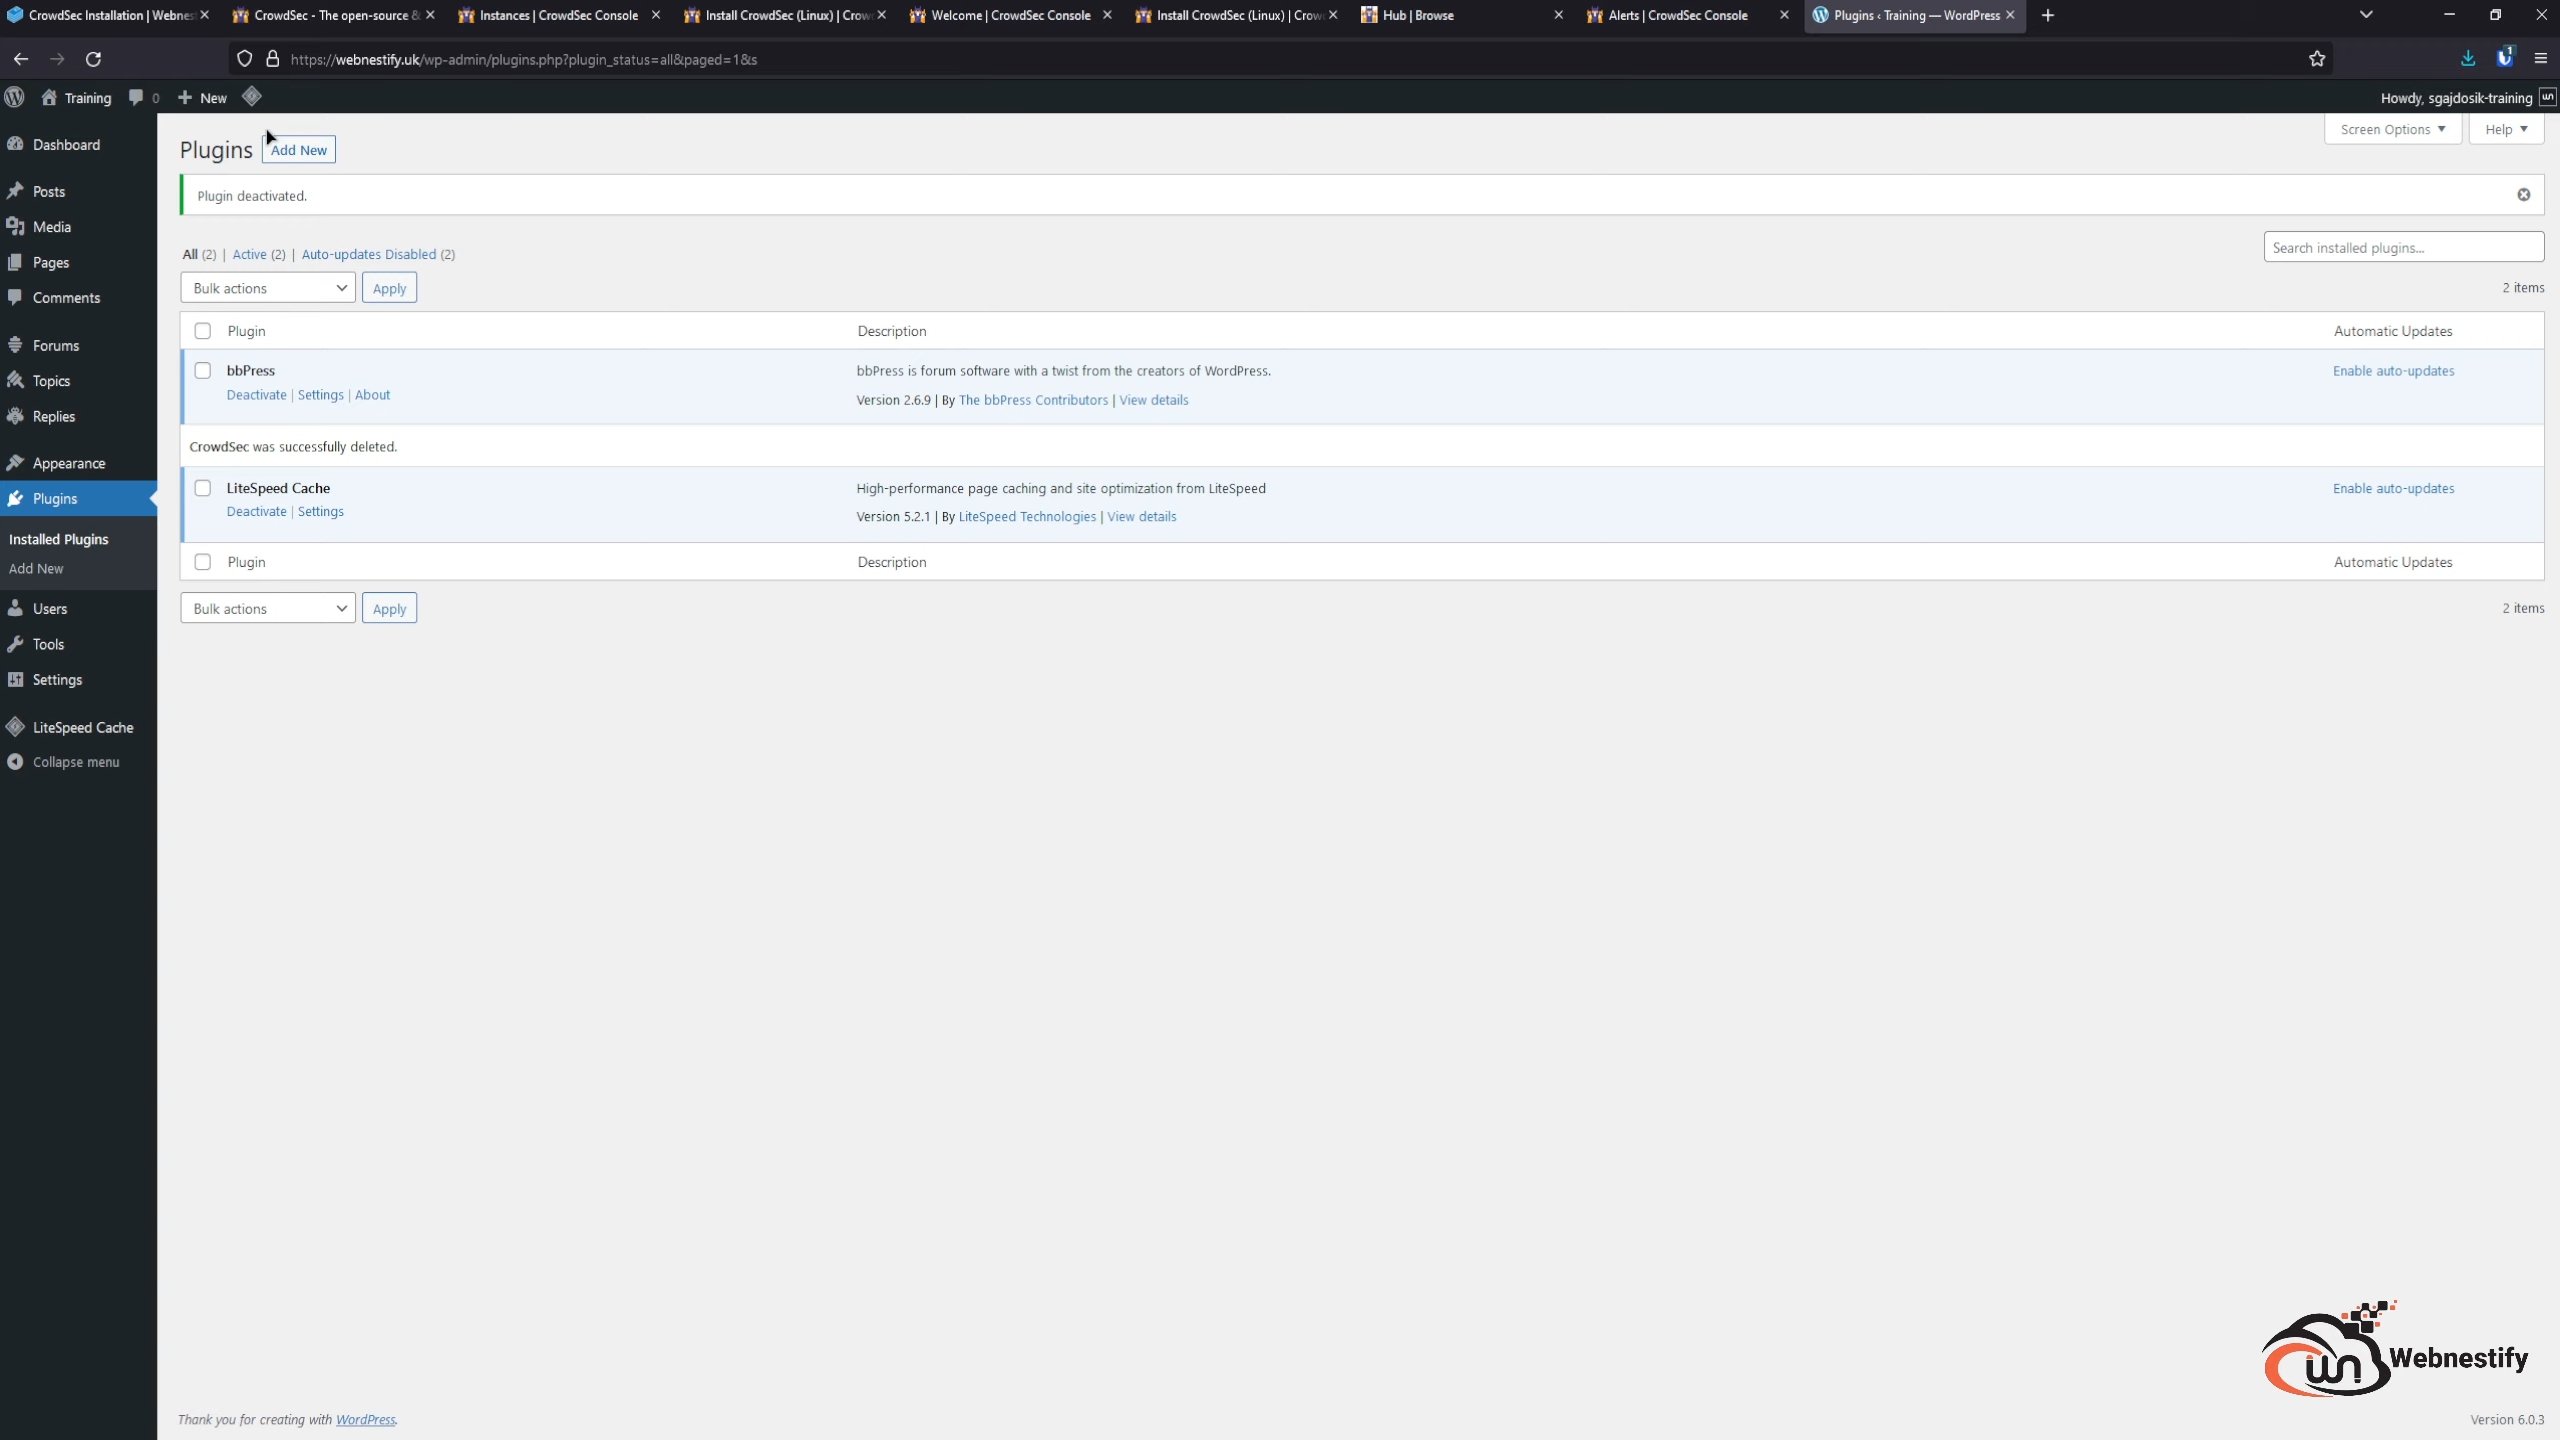 CrowdSec Installation | Webnes
CrowdSec - The open-source &
Instances | CrowdSec Console
Install CrowdSec (Linux) | Crow
Welcome | CrowdSec Console
Install CrowdSec (Linux) | Crow
Hub | Browse
Alerts | CrowdSec Console
Plugins ‹ Training — WordPress
https://webnestify.uk/wp-admin/plugins.php?plugin_status=all&paged=1&s
1
Training
0
New
Howdy, sgajdosik-training
Dashboard
Posts
Media
Pages
Comments
Forums
Topics
Replies
Appearance
Plugins
Installed Plugins
Add New
Users
Tools
Settings
LiteSpeed Cache
Collapse menu
Plugins
Add New
Screen Options
Help
Plugin deactivated.
All (2) | Active (2) | Auto-updates Disabled (2)
Search installed plugins...
Bulk actions
Apply
2 items
Plugin
Description
Automatic Updates
bbPress
bbPress is forum software with a twist from the creators of WordPress.
Enable auto-updates
Deactivate | Settings | About
Version 2.6.9 | By The bbPress Contributors | View details
CrowdSec was successfully deleted.
LiteSpeed Cache
High-performance page caching and site optimization from LiteSpeed
Enable auto-updates
Deactivate | Settings
Version 5.2.1 | By LiteSpeed Technologies | View details
Plugin
Description
Automatic Updates
Bulk actions
Apply
2 items
Webnestify
Thank you for creating with WordPress.
Version 6.0.3